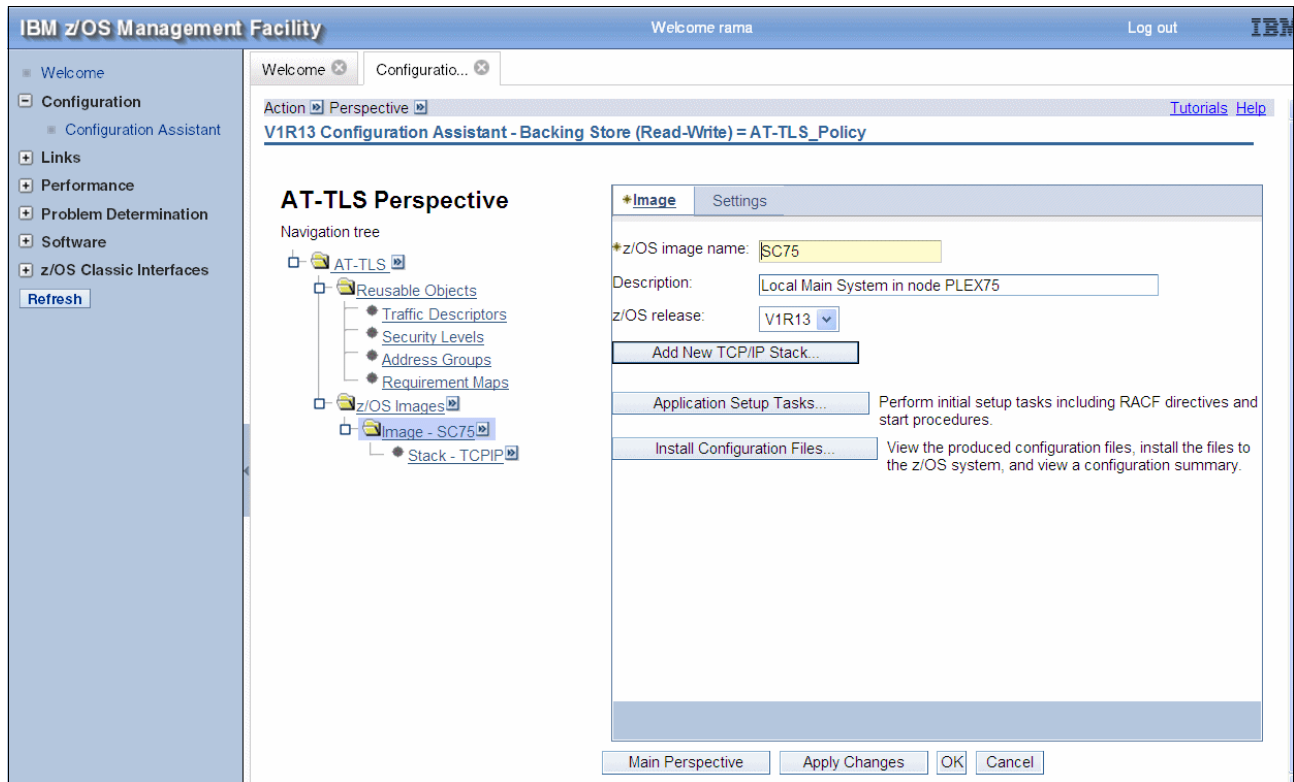 IBM z/OS Management Facility
Welcome rama
Log out
IBM
Welcome
Configuration
Configuration Assistant
Links
Performance
Problem Determination
Software
z/OS Classic Interfaces
Refresh
Welcome
Configuratio...
Action
Perspective
Tutorials
Help
V1R13 Configuration Assistant - Backing Store (Read-Write) = AT-TLS_Policy
AT-TLS Perspective
Navigation tree
AT-TLS
Reusable Objects
Traffic Descriptors
Security Levels
Address Groups
Requirement Maps
z/OS Images
Image - SC75
Stack - TCPIP
*Image
Settings
*z/OS image name: SC75
Description: Local Main System in node PLEX75
z/OS release: V1R13
Add New TCP/IP Stack...
Application Setup Tasks...
Perform initial setup tasks including RACF directives and
start procedures.
Install Configuration Files...
View the produced configuration files, install the files to
the z/OS system, and view a configuration summary.
Main Perspective
Apply Changes
OK
Cancel